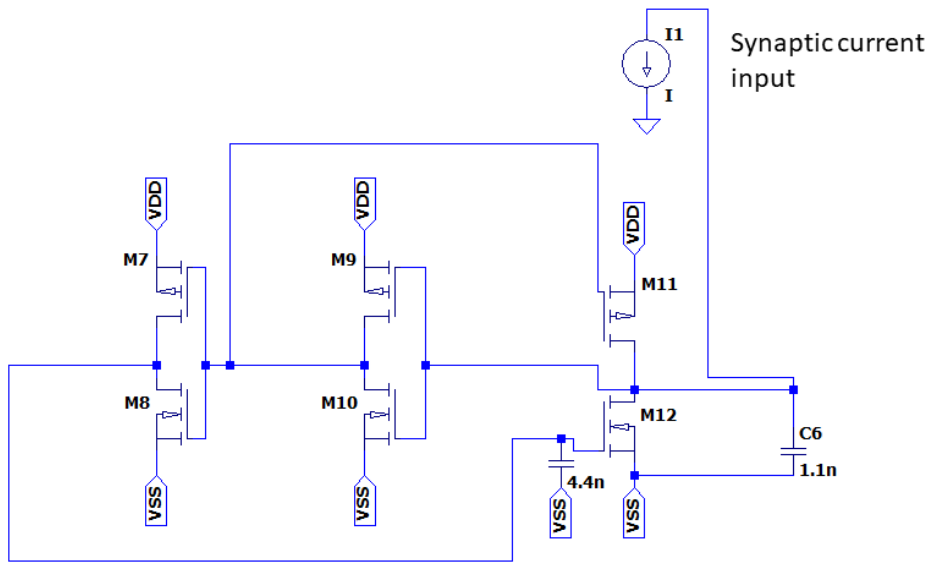 I1
Synaptic current
input
I
VDD
VDD
VDD
M7
M9
M11
M8
M10
M12
C6
4.4n
1.1n
VSS
VSS
VSS
VSS